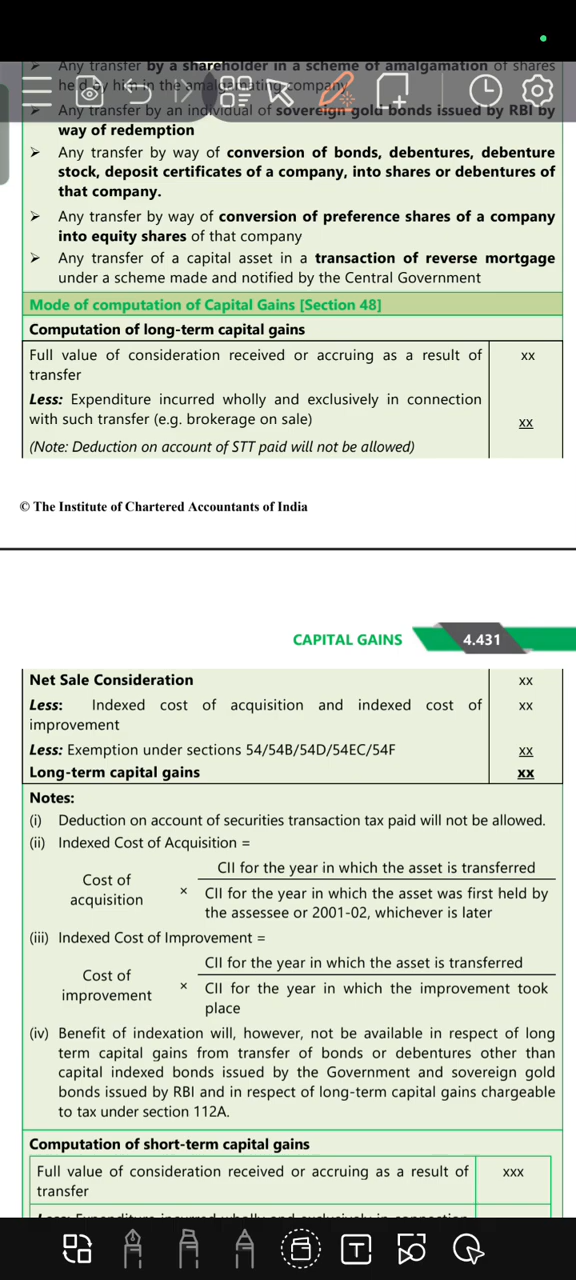 ➢ Any transfer by a shareholder in a scheme of amalgamation of shares
held by him in the amalgamating company
➢ Any transfer by an individual of sovereign gold bonds issued by RBI by
way of redemption
➢ Any transfer by way of conversion of bonds, debentures, debenture
stock, deposit certificates of a company, into shares or debentures of
that company.
➢ Any transfer by way of conversion of preference shares of a company
into equity shares of that company
➢ Any transfer of a capital asset in a transaction of reverse mortgage
under a scheme made and notified by the Central Government
Mode of computation of Capital Gains [Section 48]
Computation of long-term capital gains
Full value of consideration received or accruing as a result of xx
transfer
Less: Expenditure incurred wholly and exclusively in connection
with such transfer (e.g. brokerage on sale) xx
(Note: Deduction on account of STT paid will not be allowed)
© The Institute of Chartered Accountants of India
CAPITAL GAINS 4.431
Net Sale Consideration xx
Less: Indexed cost of acquisition and indexed cost of xx
improvement
Less: Exemption under sections 54/54B/54D/54EC/54F xx
Long-term capital gains xx
Notes:
(i) Deduction on account of securities transaction tax paid will not be allowed.
(ii) Indexed Cost of Acquisition =
CII for the year in which the asset is transferred
Cost of
acquisition ×
CII for the year in which the asset was first held by
the assessee or 2001-02, whichever is later
(iii) Indexed Cost of Improvement =
CII for the year in which the asset is transferred
Cost of
improvement ×
CII for the year in which the improvement took
place
(iv) Benefit of indexation will, however, not be available in respect of long
term capital gains from transfer of bonds or debentures other than
capital indexed bonds issued by the Government and sovereign gold
bonds issued by RBI and in respect of long-term capital gains chargeable
to tax under section 112A.
Computation of short-term capital gains
Full value of consideration received or accruing as a result of xxx
transfer
Less: Expenditure incurred wholly and exclusively in connection
T